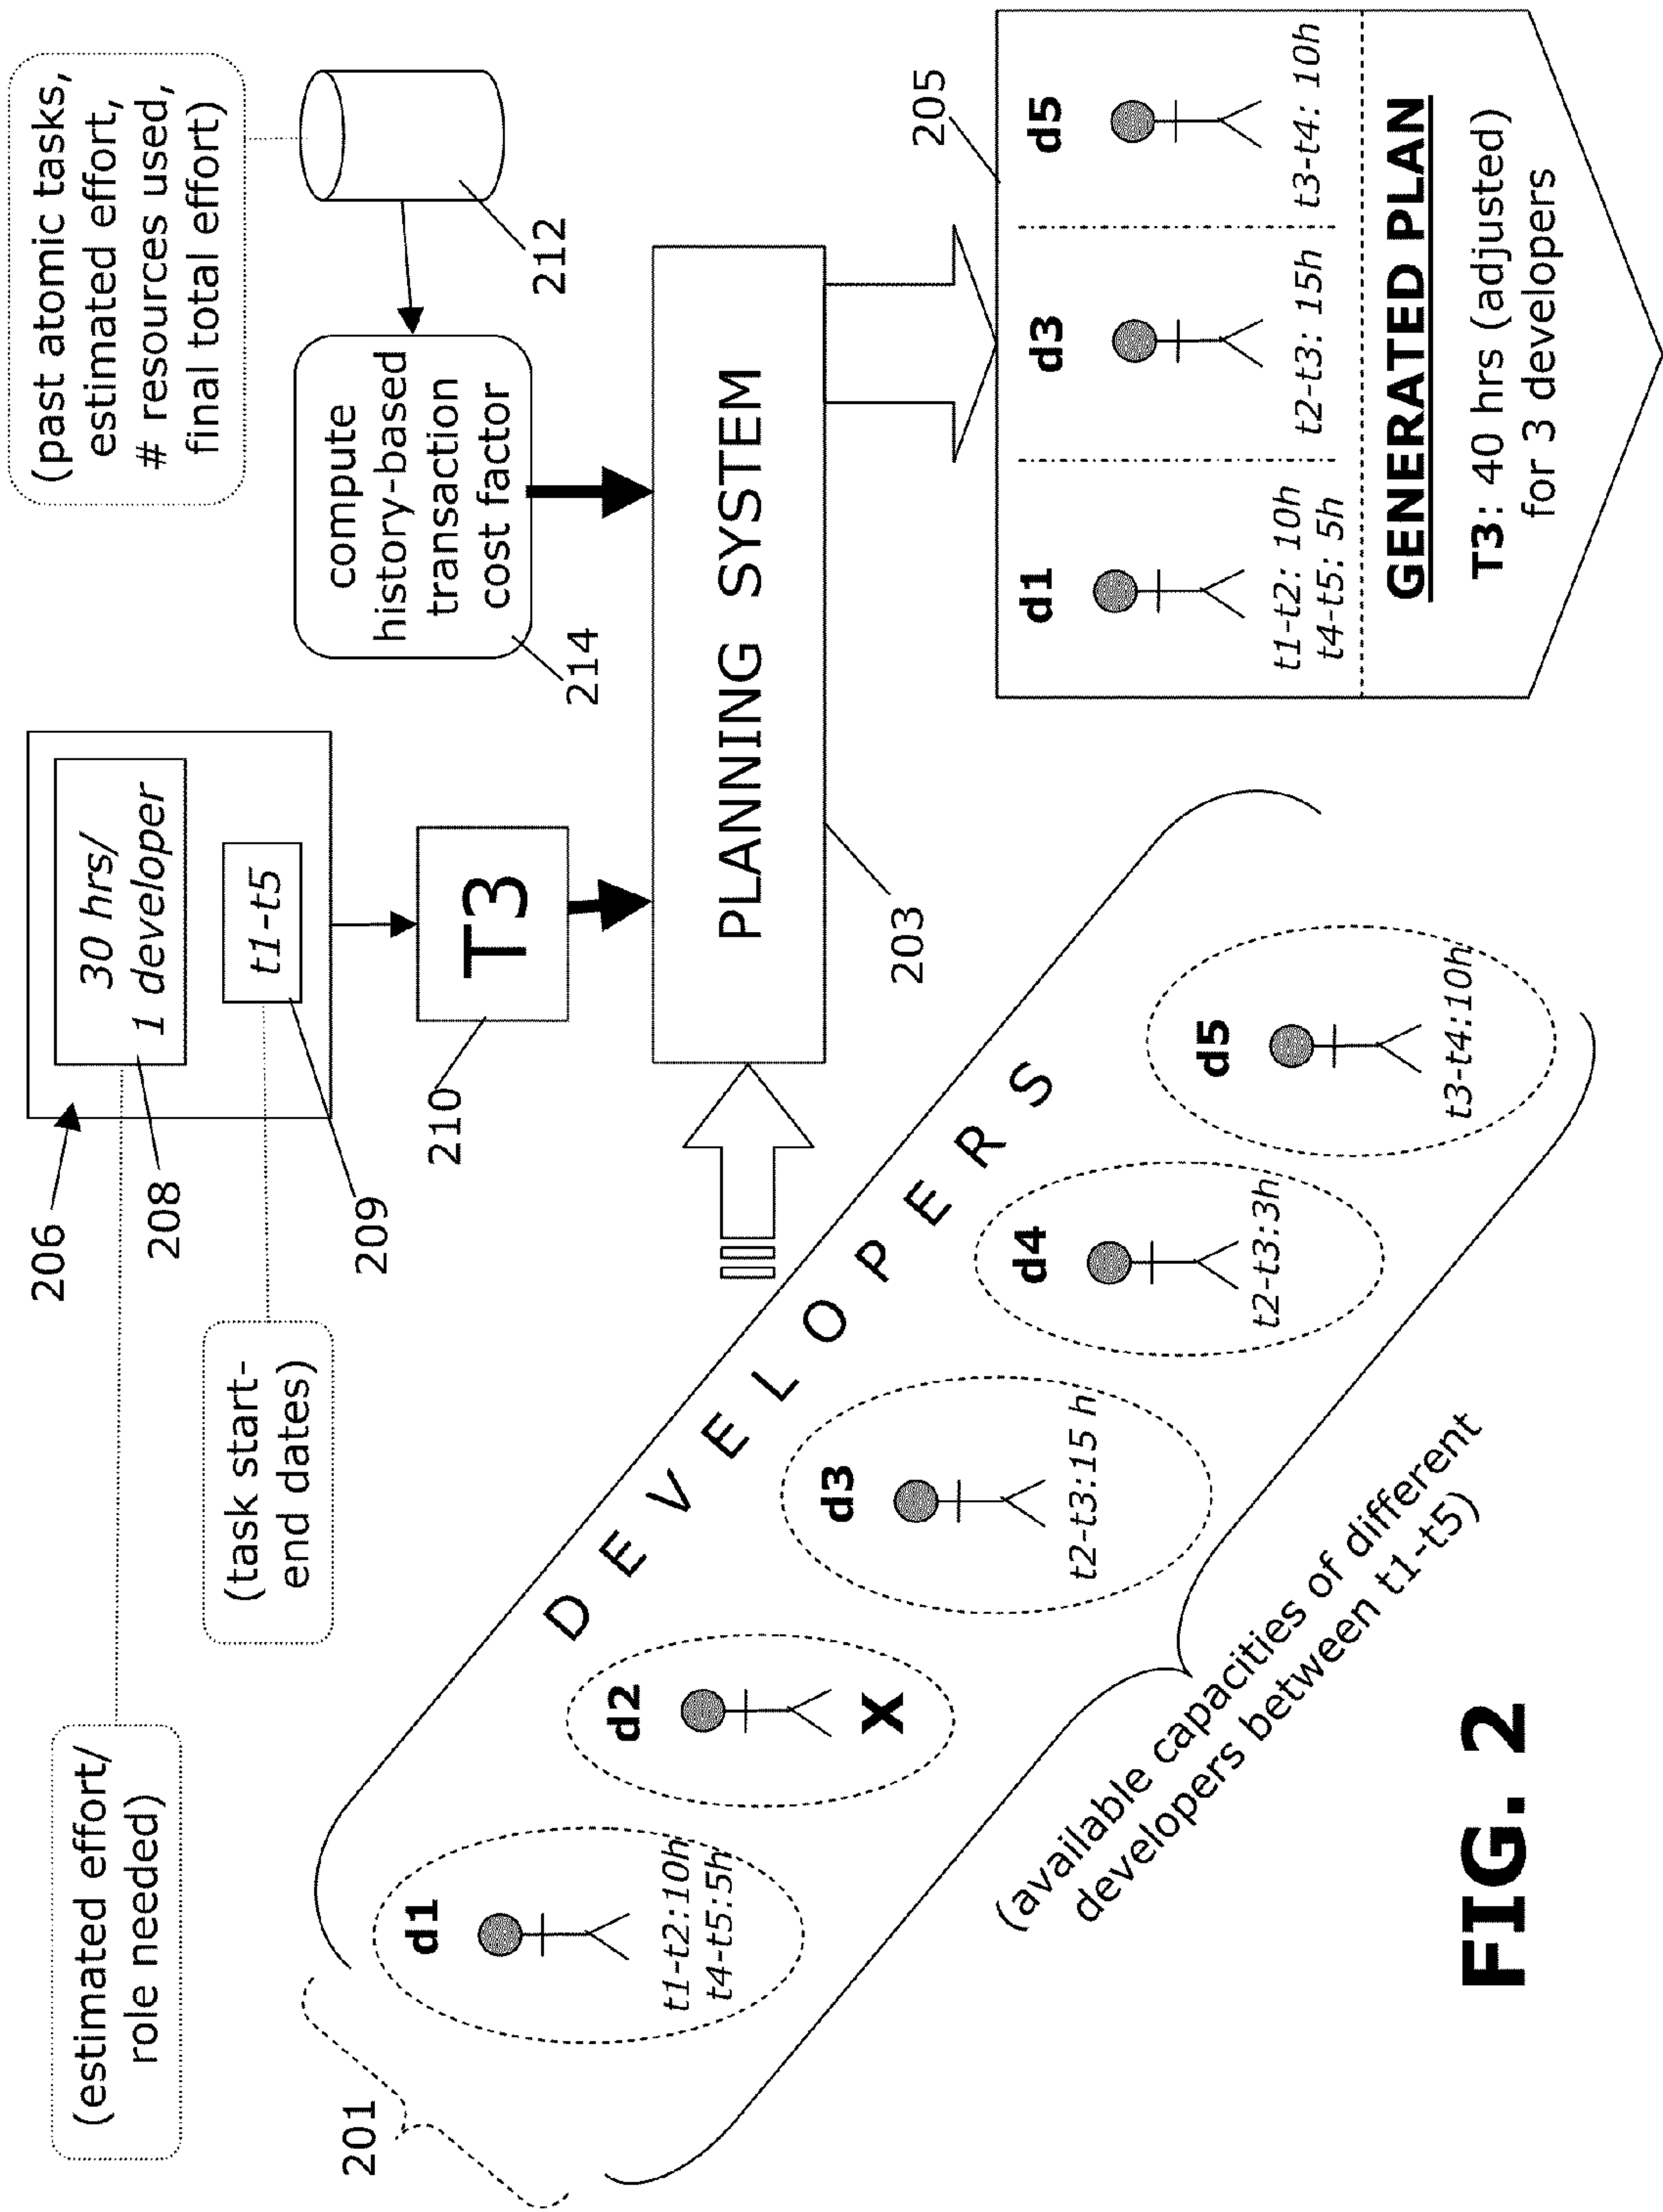 (estimated effort/
role needed)
(task start-
end dates)
206
208
209
30 hrs/
1 developer
t1-t5
210
T3
(past atomic tasks,
estimated effort,
# resources used,
final total effort)
212
compute
history-based
transaction
cost factor
214
PLANNING SYSTEM
203
201
DEVELOPERS
d1
t1-t2:10h
t4-t5:5h
d2
X
d3
t2-t3:15 h
d4
t2-t3:3h
d5
t3-t4:10h
(available capacities of different
developers between t1-t5)
205
d1
t1-t2: 10h
t4-t5: 5h
d3
t2-t3: 15h
d5
t3-t4: 10h
GENERATED PLAN
T3: 40 hrs (adjusted)
for 3 developers
FIG. 2